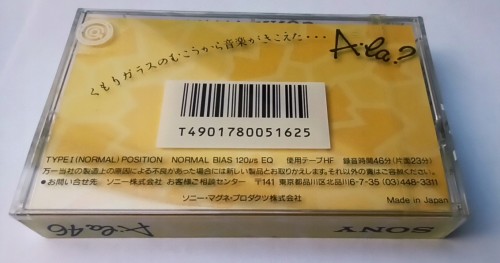 くもりガラスのむこうから音楽がきこえた・・・
A・la.?
T4901780051625
TYPE I (NORMAL) POSITION NORMAL BIAS 120μs EQ 使用テープHF 録音時間46分(片面23分)
万一当社の製造上の原因による不良があった場合には新しい製品とお取りかえします。それ以外の責はご容赦ください。
●お問い合せ先 ソニー株式会社 お客様ご相談センター 〒141 東京都品川区北品川6-7-35 (03)448-3311
ソニー・マグネ・プロダクツ株式会社
Made in Japan
A・la.46
SONY